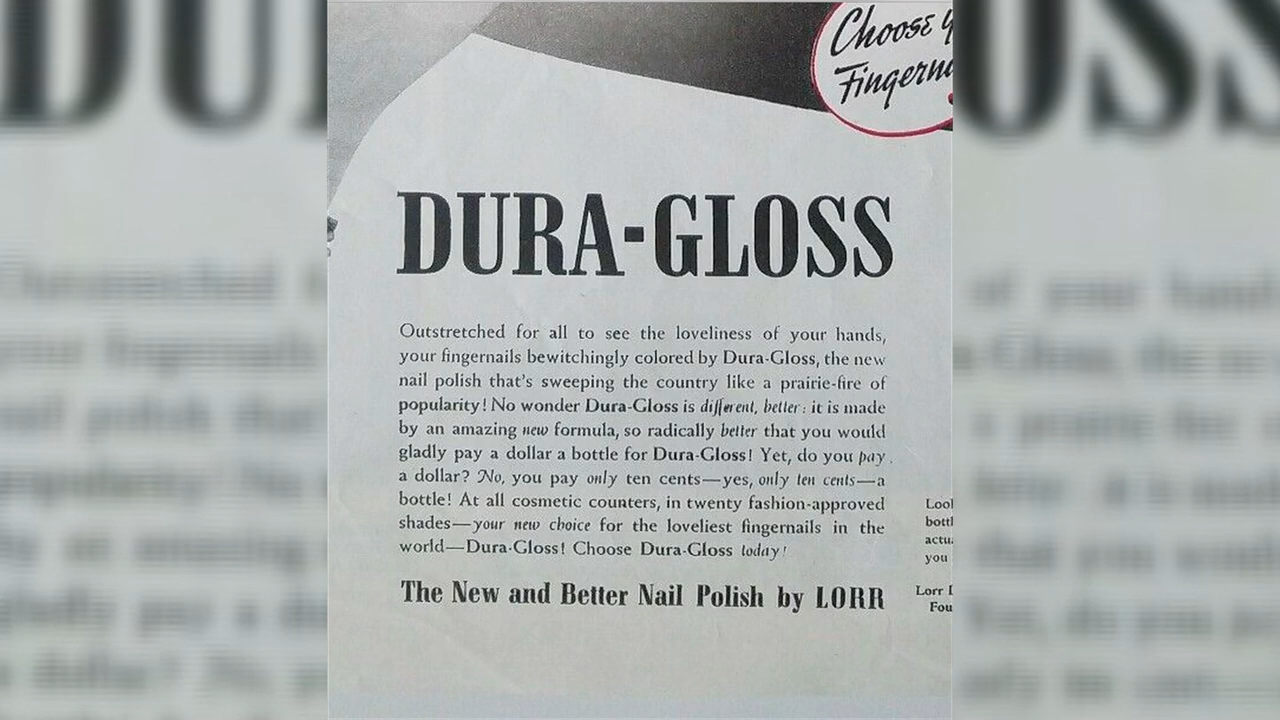 Choose
DURA-GLOSS
Outstretched for all to see the loveliness of your hands,
your fingernails bewitchingly colored by Dura-Gloss, the new
nail polish that's sweeping the country like a prairie-fire of
popularity! No wonder Dura-Gloss is different, better: it is made
by an amazing new formula, so radically better that you would
gladly pay a dollar a bottle for Dura-Gloss! Yet, do you pay
a dollar? No, you pay only ten cents—yes, only ten cents—a
bottle! At all cosmetic counters, in twenty fashion-approved
shades—your new choice for the loveliest fingernails in the
world—Dura-Gloss! Choose Dura-Gloss today!
The New and Better Nail Polish by LORR
you
Lorr